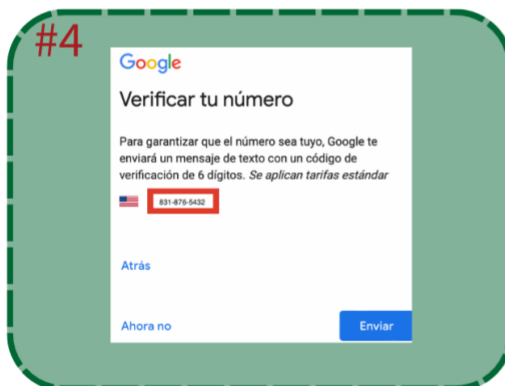 #4
Google
Verificar tu número
Para garantizar que el número sea tuyo, Google te
enviará un mensaje de texto con un código de
verificación de 6 dígitos. Se aplican tarifas estándar
831-876-5432
Atrás
Ahora no
Enviar